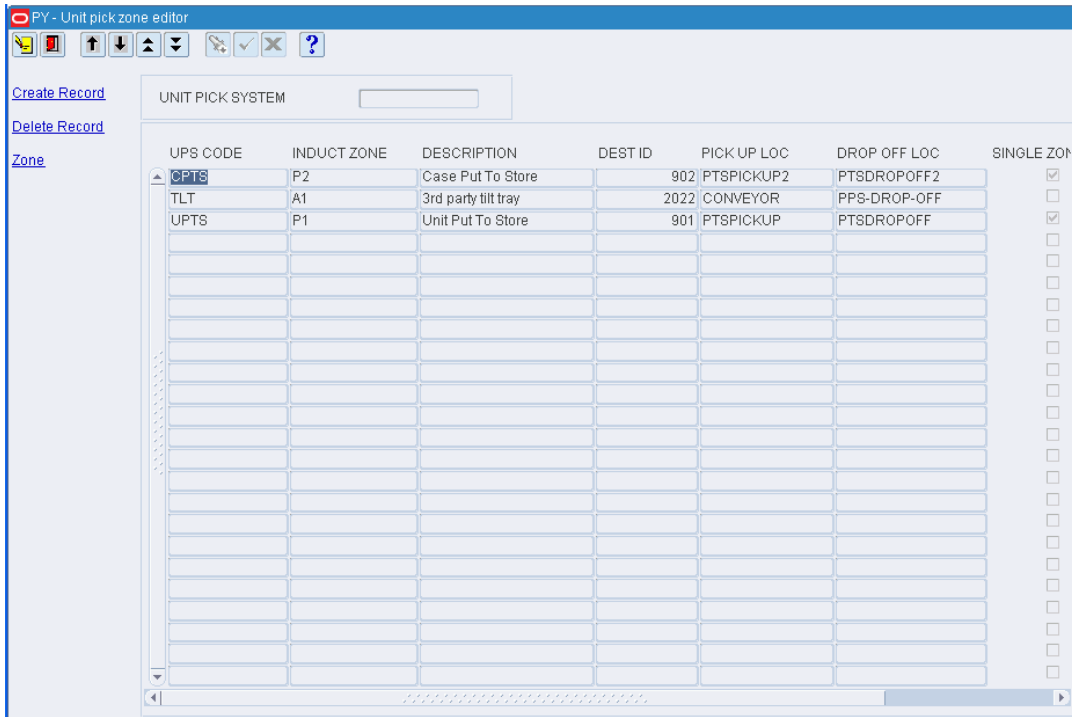 PY - Unit pick zone editor
?
Create Record
Delete Record
Zone
UNIT PICK SYSTEM
UPS CODE INDUCT ZONE DESCRIPTION DEST ID PICK UP LOC DROP OFF LOC SINGLE ZON
CPTS P2 Case Put To Store 902 PTSPICKUP2 PTSDROPOFF2
TLT A1 3rd party tilt tray 2022 CONVEYOR PPS-DROP-OFF
UPTS P1 Unit Put To Store 901 PTSPICKUP PTSDROPOFF